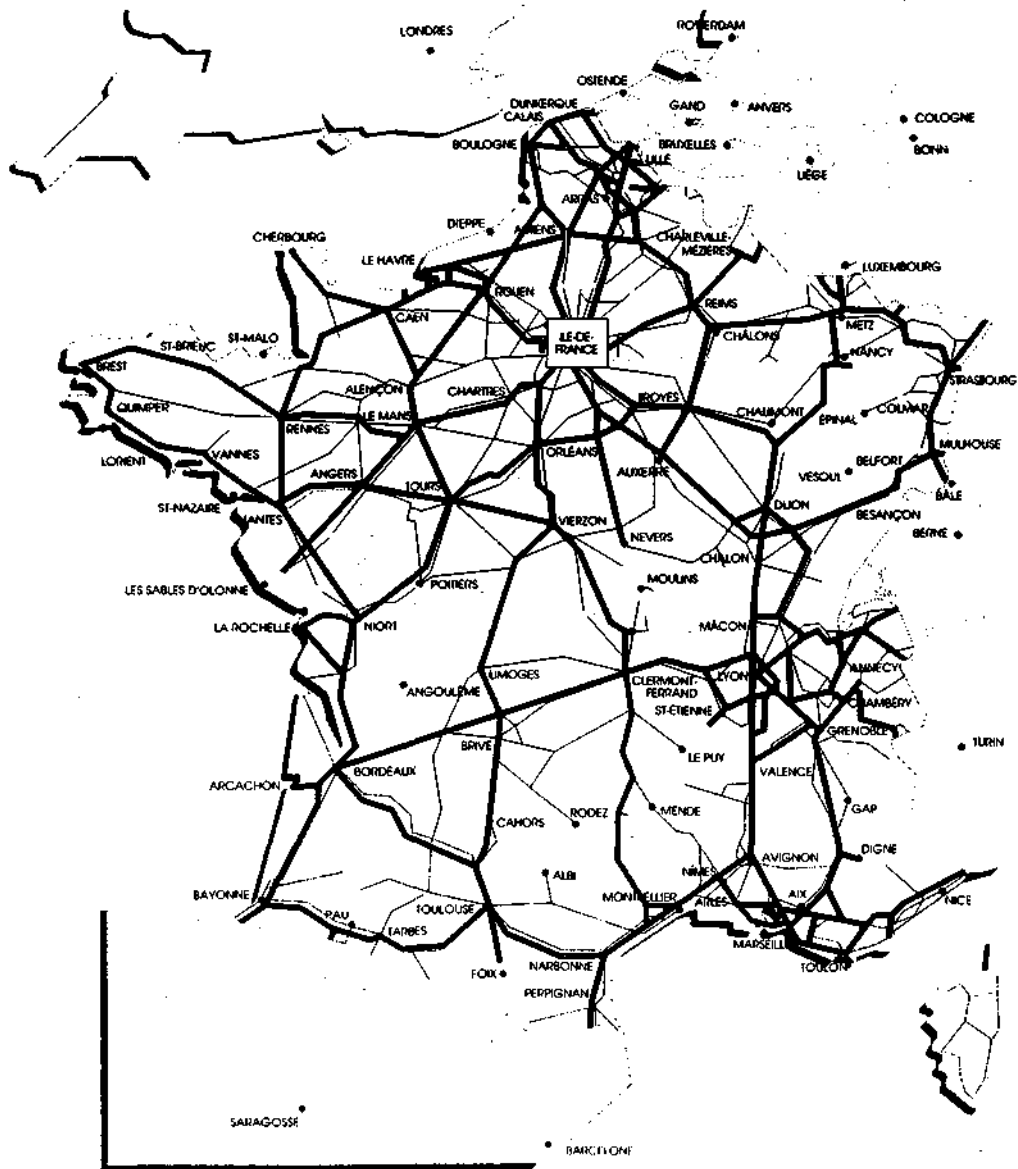 LONDRES
ROTTERDAM
OSTENDE
DUNKERQUE
GAND
ANVERS
CALAIS
COLOGNE
BOULOGNE
BRUXELLES
BONN
LILLE
LIÈGE
ARRAS
DIEPPE
AMIENS
CHERBOURG
CHARLEVILLE-
MÉZIÈRES
LE HAVRE
LUXEMBOURG
ROUEN
REIMS
CAEN
METZ
ILE-DE-
FRANCE
CHÂLONS
ST-BRIEUC
ST-MALO
NANCY
BREST
STRASBOURG
ALENÇON
CHARTRES
TROYES
QUIMPER
LE MANS
CHAUMONT
ÉPINAL
COLMAR
RENNES
ORLÉANS
MULHOUSE
LORIENT
VANNES
ANGERS
TOURS
AUXERRE
VESOUL
BELFORT
BÂLE
ST-NAZAIRE
NANTES
VIERZON
DIJON
BESANÇON
NEVERS
BERNE
CHALON
LES SABLES D'OLONNE
POITIERS
MOULINS
LA ROCHELLE
NIORT
MÂCON
LIMOGES
CLERMONT-
FERRAND
LYON
ANNECY
ANGOULÊME
ST-ÉTIENNE
CHAMBÉRY
GRENOBLE
BRIVE
LE PUY
TURIN
ARCACHON
BORDEAUX
VALENCE
RODEZ
MENDE
GAP
CAHORS
AVIGNON
DIGNE
ALBI
NÎMES
BAYONNE
MONTPELLIER
ARLES
AIX
NICE
PAU
TOULOUSE
TARBES
MARSEILLE
TOULON
FOIX
NARBONNE
PERPIGNAN
SARAGOSSE
BARCELONE